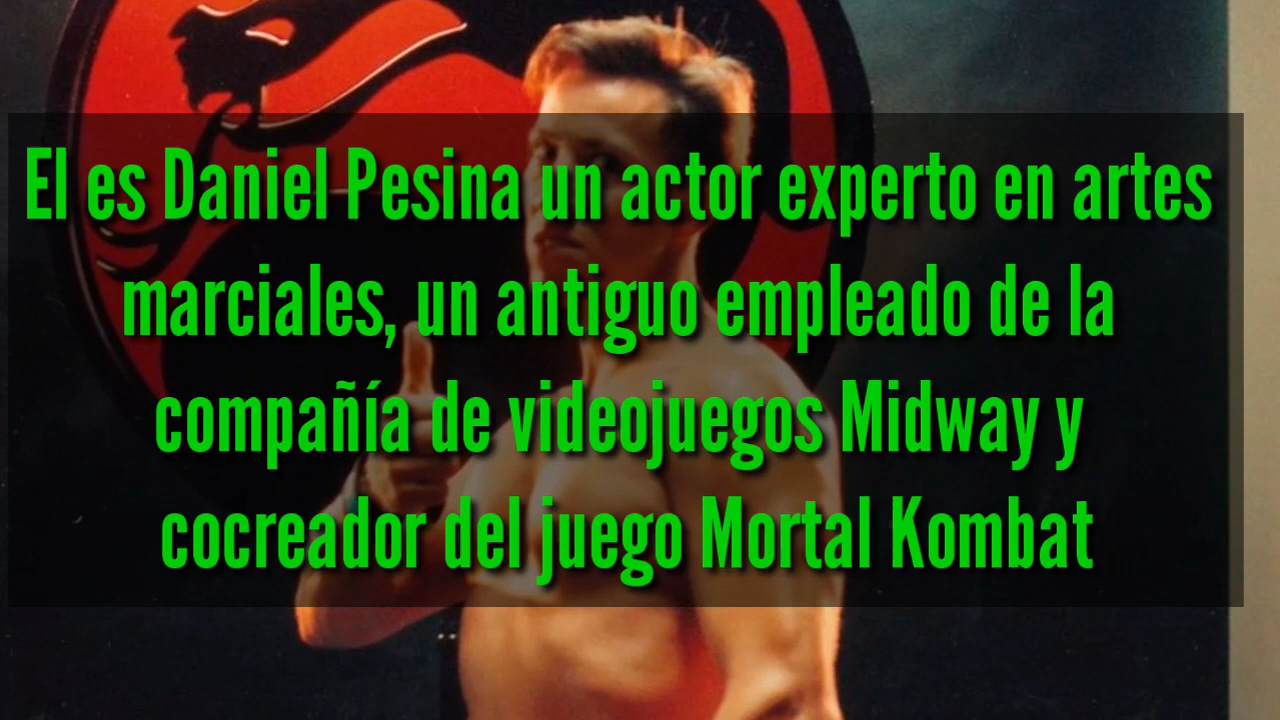 El es Daniel Pesina un actor experto en artes
marciales, un antiguo empleado de la
compañía de videojuegos Midway y
cocreador del juego Mortal Kombat